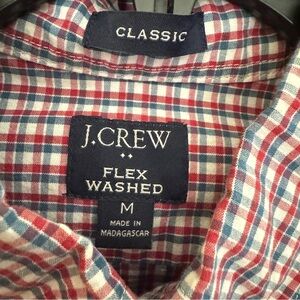 CLASSIC
J.CREW
FLEX
WASHED
M
MADE IN
MADAGASCAR